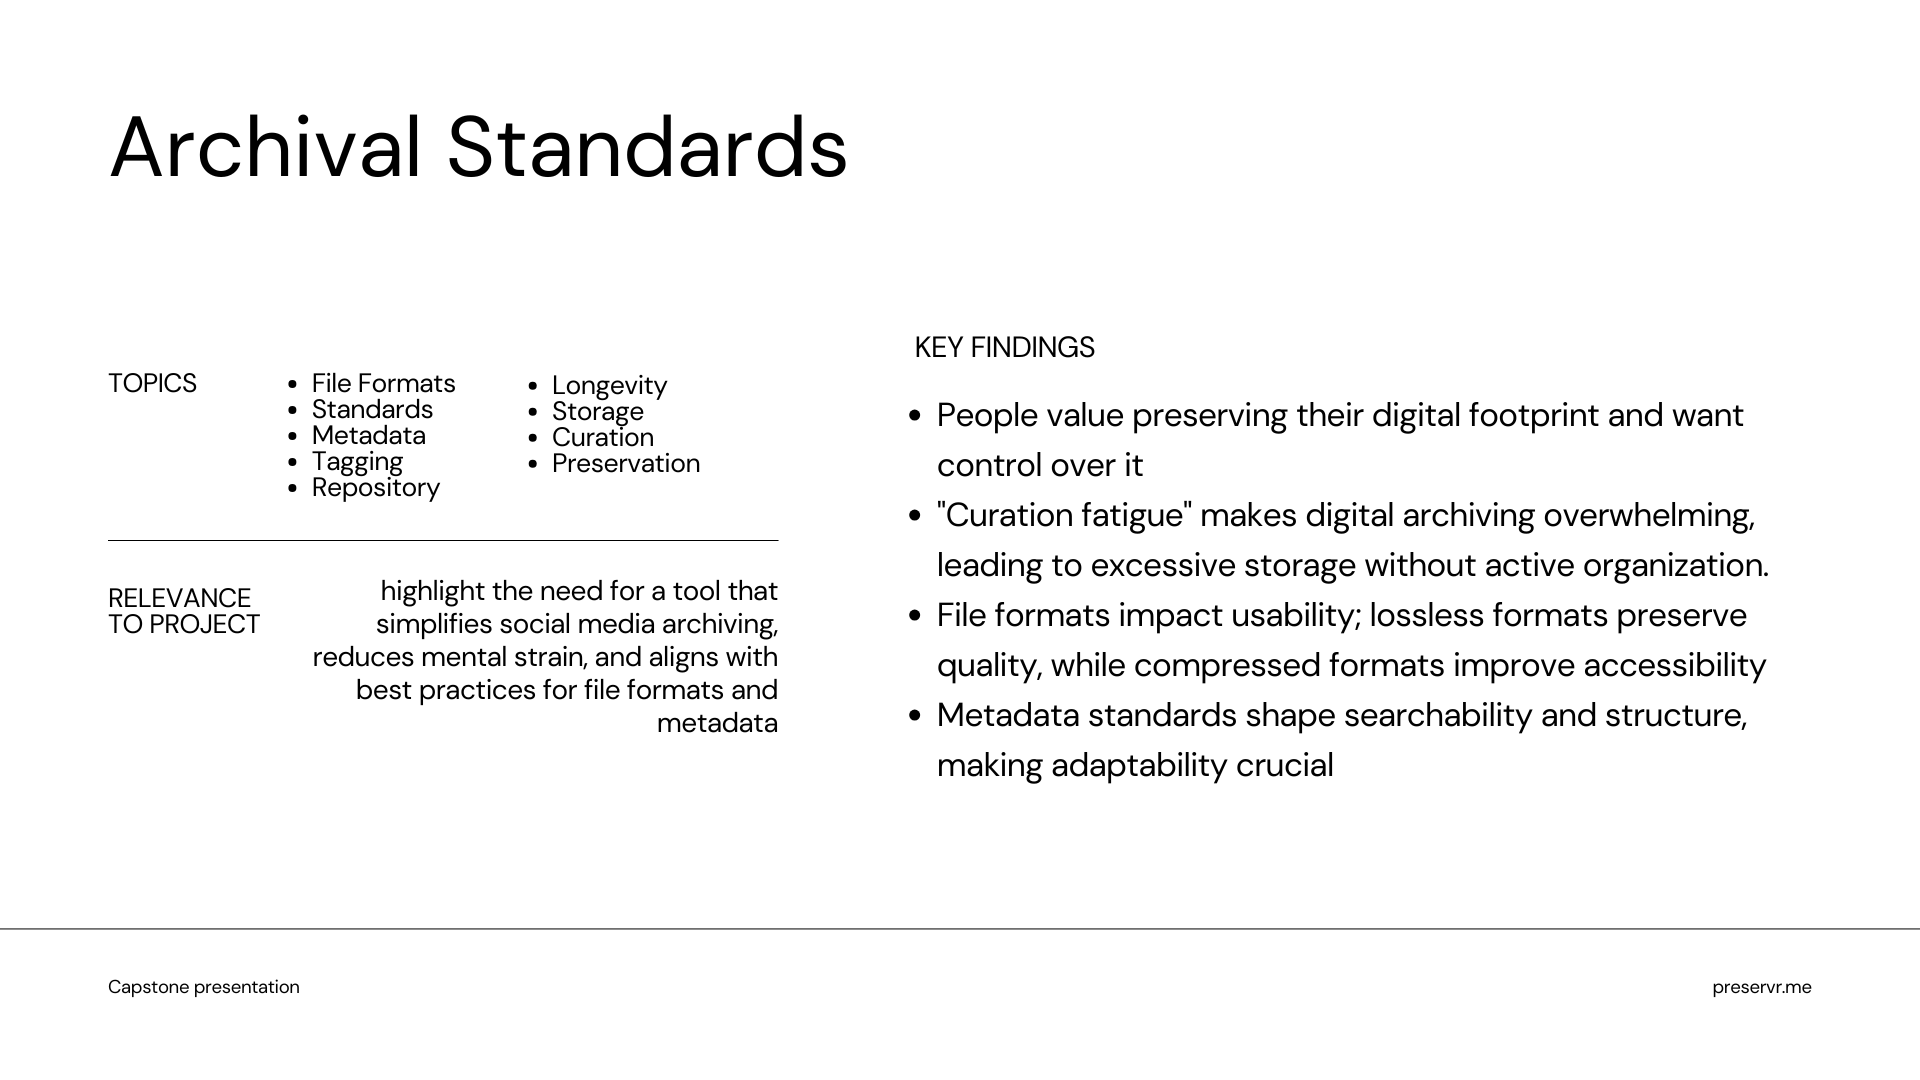 Archival Standards
TOPICS
• File Formats
• Standards
• Metadata
• Tagging
• Repository
• Longevity
• Storage
• Curation
• Preservation
RELEVANCE
TO PROJECT
highlight the need for a tool that
simplifies social media archiving,
reduces mental strain, and aligns with
best practices for file formats and
metadata
KEY FINDINGS
• People value preserving their digital footprint and want
control over it
• "Curation fatigue" makes digital archiving overwhelming,
leading to excessive storage without active organization.
• File formats impact usability; lossless formats preserve
quality, while compressed formats improve accessibility
• Metadata standards shape searchability and structure,
making adaptability crucial
Capstone presentation
preservr.me